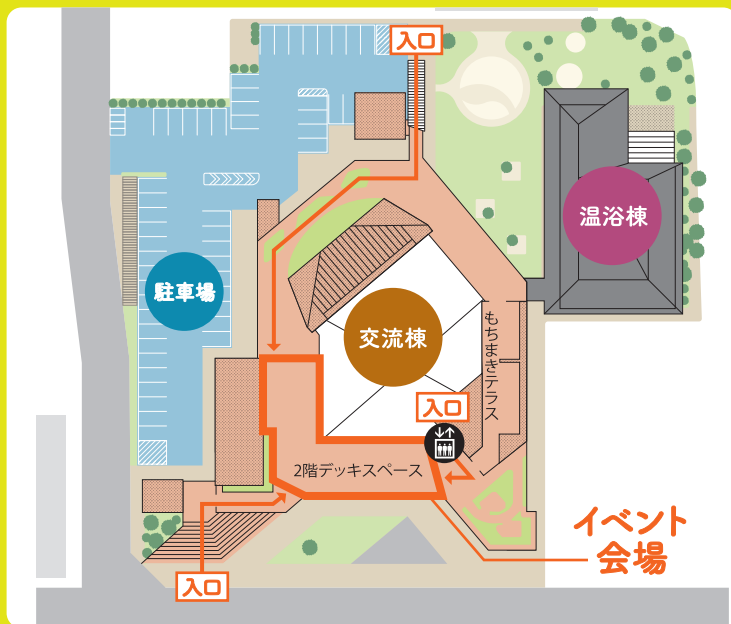 入口
温浴棟
駐車場
交流棟
もちまきテラス
入口
2階デッキスペース
イベント
会場
入口